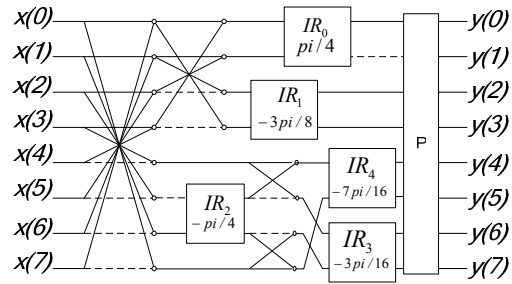 x(0) IR0 pi/4 y(0)
x(1) y(1)
x(2) IR1 -3pi/8 y(2)
x(3) P y(3)
x(4) IR4 -7pi/16 y(4)
x(5) IR2 -pi/4 y(5)
x(6) IR3 -3pi/16 y(6)
x(7) y(7)